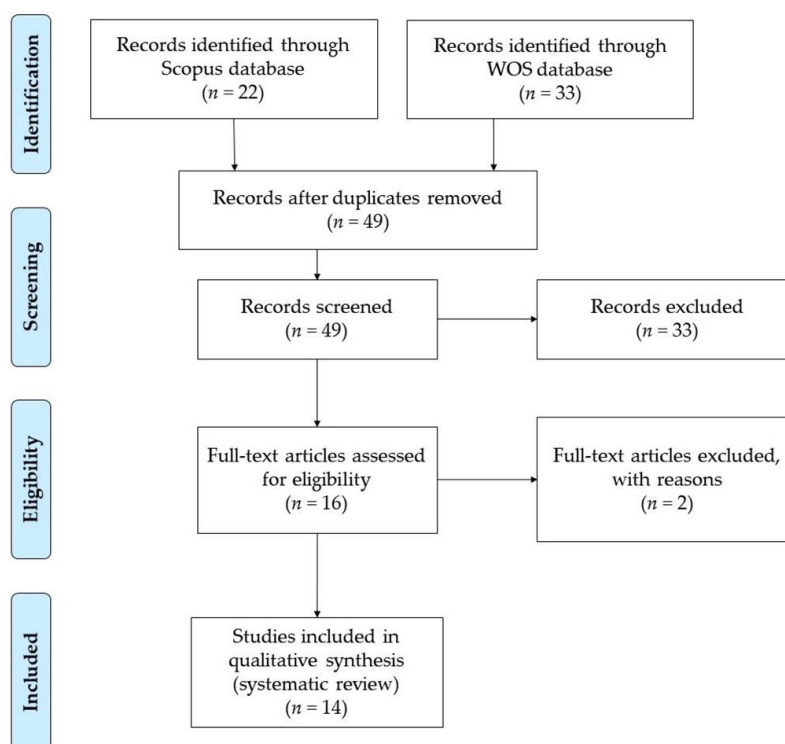 Identification
Records identified through
Scopus database
(n = 22)
Records identified through
WOS database
(n = 33)
Records after duplicates removed
(n = 49)
Screening
Records screened
(n = 49)
Records excluded
(n = 33)
Eligibility
Full-text articles assessed
for eligibility
(n = 16)
Full-text articles excluded,
with reasons
(n = 2)
Included
Studies included in
qualitative synthesis
(systematic review)
(n = 14)